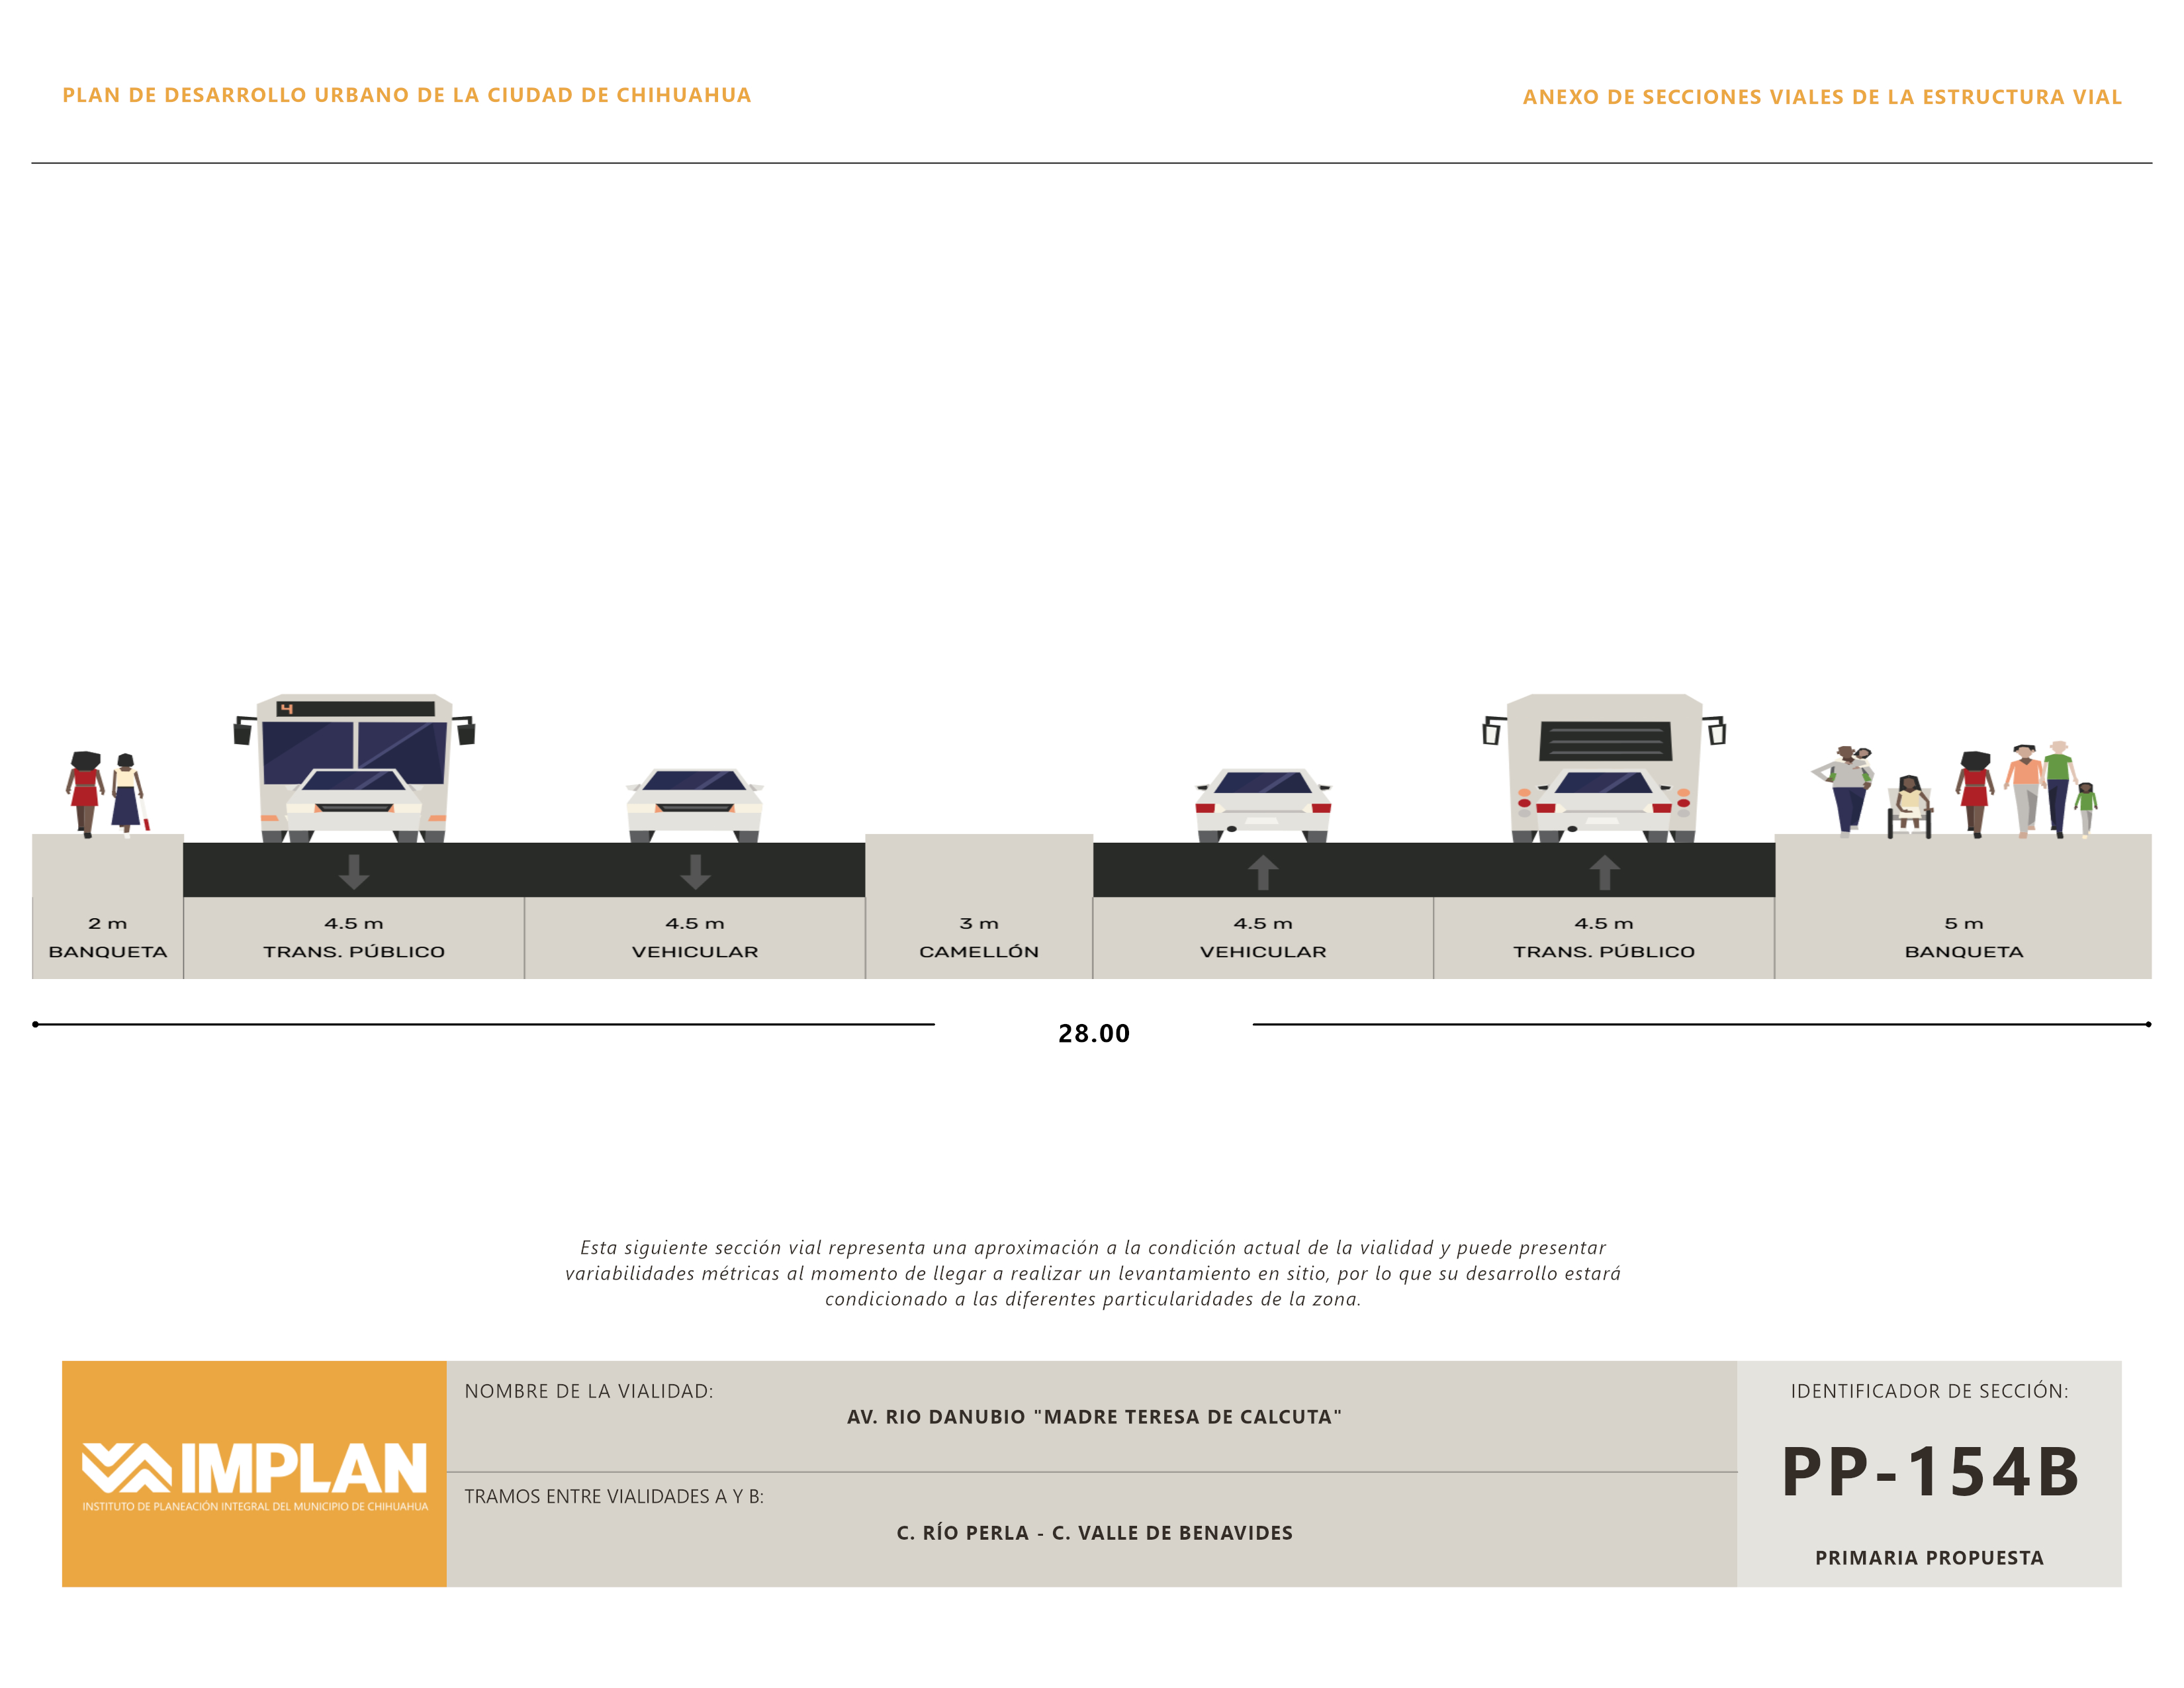 PLAN DE DESARROLLO URBANO DE LA CIUDAD DE CHIHUAHUA
ANEXO DE SECCIONES VIALES DE LA ESTRUCTURA VIAL
4
2 m
BANQUETA
4.5 m
TRANS. PÚBLICO
4.5 m
VEHICULAR
3 m
CAMELLÓN
4.5 m
VEHICULAR
4.5 m
TRANS. PÚBLICO
5 m
BANQUETA
28.00
Esta siguiente sección vial representa una aproximación a la condición actual de la vialidad y puede presentar
variabilidades métricas al momento de llegar a realizar un levantamiento en sitio, por lo que su desarrollo estará
condicionado a las diferentes particularidades de la zona.
IMPLAN
INSTITUTO DE PLANEACIÓN INTEGRAL DEL MUNICIPIO DE CHIHUAHUA
NOMBRE DE LA VIALIDAD:
AV. RIO DANUBIO "MADRE TERESA DE CALCUTA"
TRAMOS ENTRE VIALIDADES A Y B:
C. RÍO PERLA - C. VALLE DE BENAVIDES
IDENTIFICADOR DE SECCIÓN:
PP-154B
PRIMARIA PROPUESTA